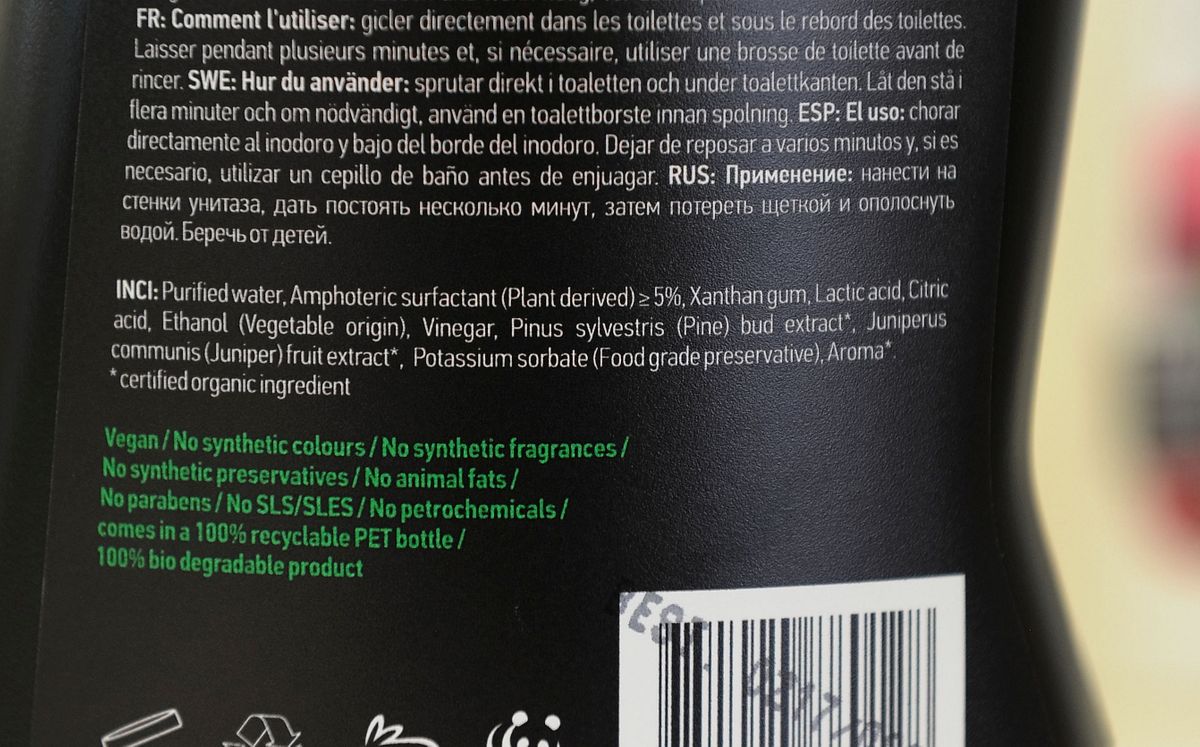 FR: Comment l'utiliser: gicler directement dans les toilettes et sous le rebord des toilettes.
Laisser pendant plusieurs minutes et, si nécessaire, utiliser une brosse de toilette avant de
rincer. SWE: Hur du använder: sprutar direkt i toaletten och under toalettkanten. Låt den stå i
flera minuter och om nödvändigt, använd en toalettborste innan spolning. ESP: El uso: chorar
directamente al inodoro y bajo del borde del inodoro. Dejar de reposar a varios minutos y, si es
necesario, utilizar un cepillo de baño antes de enjuagar. RUS: Применение: нанести на
стенки унитаза, дать постоять несколько минут, затем потереть щеткой и ополоснуть
водой. Беречь от детей.
INCI: Purified water, Amphoteric surfactant (Plant derived) ≥ 5%, Xanthan gum, Lactic acid, Citric
acid, Ethanol (Vegetable origin), Vinegar, Pinus sylvestris (Pine) bud extract*, Juniperus
communis (Juniper) fruit extract*, Potassium sorbate (Food grade preservative), Aroma*.
*certified organic ingredient
Vegan / No synthetic colours / No synthetic fragrances /
No synthetic preservatives / No animal fats /
No parabens / No SLS/SLES / No petrochemicals /
comes in a 100% recyclable PET bottle /
100% bio degradable product